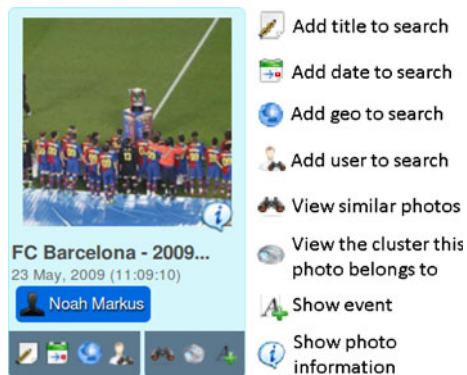 FC Barcelona - 2009...
23 May, 2009 (11:09:10)
Noah Markus
Add title to search
Add date to search
Add geo to search
Add user to search
View similar photos
View the cluster this
photo belongs to
Show event
Show photo
information